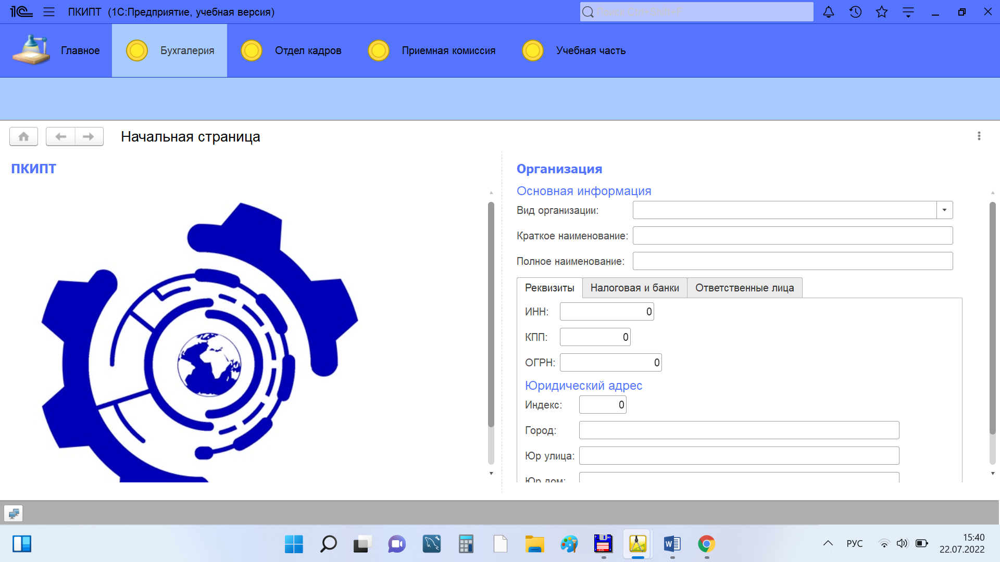 1С ПКИПТ (1С:Предприятие, учебная версия)
Поиск Ctrl+Shift+F
Главное
Бухгалерия
Отдел кадров
Приемная комиссия
Учебная часть
Начальная страница
ПКИПТ
Организация
Основная информация
Вид организации:
Краткое наименование:
Полное наименование:
Реквизиты Налоговая и банки Ответственные лица
ИНН: 0
КПП: 0
ОГРН: 0
Юридический адрес
Индекс: 0
Город:
Юр улица:
Юр дом:
РУС
15:40
22.07.2022